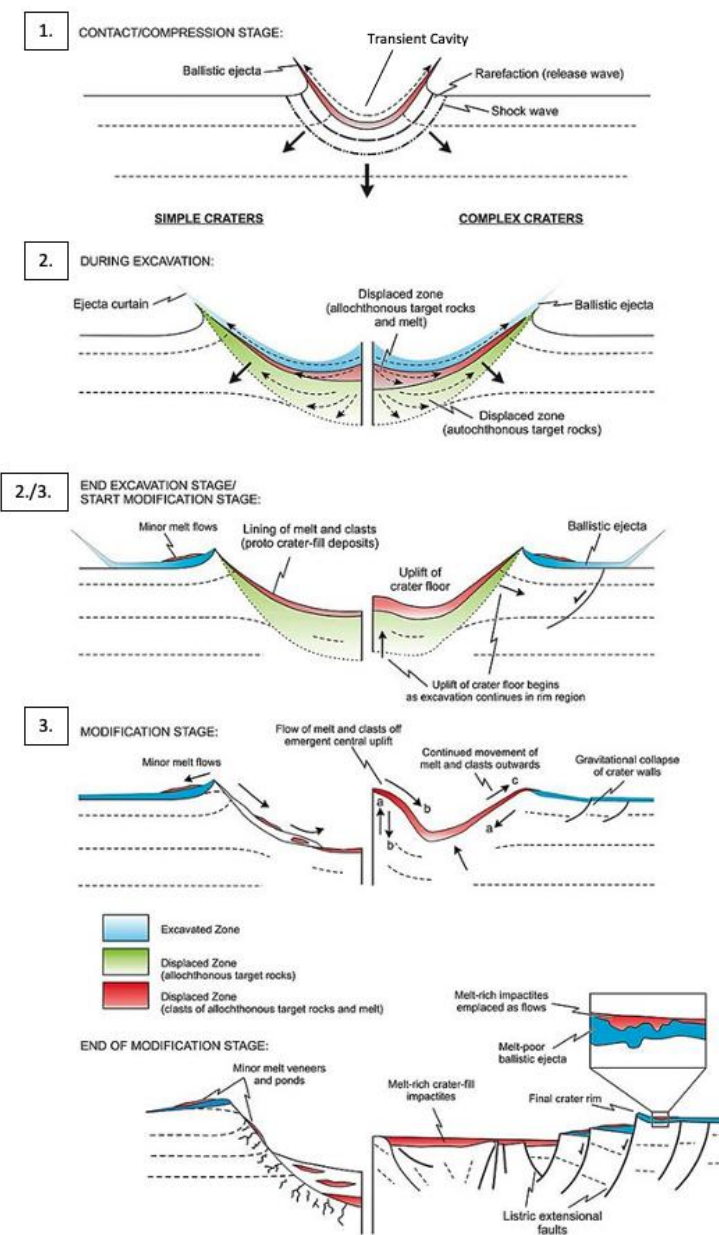 1.
CONTACT/COMPRESSION STAGE:
Transient Cavity
Ballistic ejecta
Rarefaction (release wave)
Shock wave
SIMPLE CRATERS
COMPLEX CRATERS
2.
DURING EXCAVATION:
Ejecta curtain
Displaced zone
(allochthonous target rocks
and melt)
Ballistic ejecta
Displaced zone
(autochthonous target rocks)
2./3.
END EXCAVATION STAGE/
START MODIFICATION STAGE:
Minor melt flows
Lining of melt and clasts
(proto crater-fill deposits)
Uplift of
crater floor
Ballistic ejecta
Uplift of crater floor begins
as excavation continues in rim region
3.
MODIFICATION STAGE:
Minor melt flows
Flow of melt and clasts off
emergent central uplift
Continued movement of
melt and clasts outwards
Gravitational collapse
of crater walls
a
b
b'
c
a
Excavated Zone
Displaced Zone
(allochthonous target rocks)
Displaced Zone
(clasts of allochthonous target rocks and melt)
END OF MODIFICATION STAGE:
Minor melt veneers
and ponds
Melt-rich crater-fill
impactites
Melt-rich impactites
emplaced as flows
Melt-poor
ballistic ejecta
Final crater rim
Listric extensional
faults